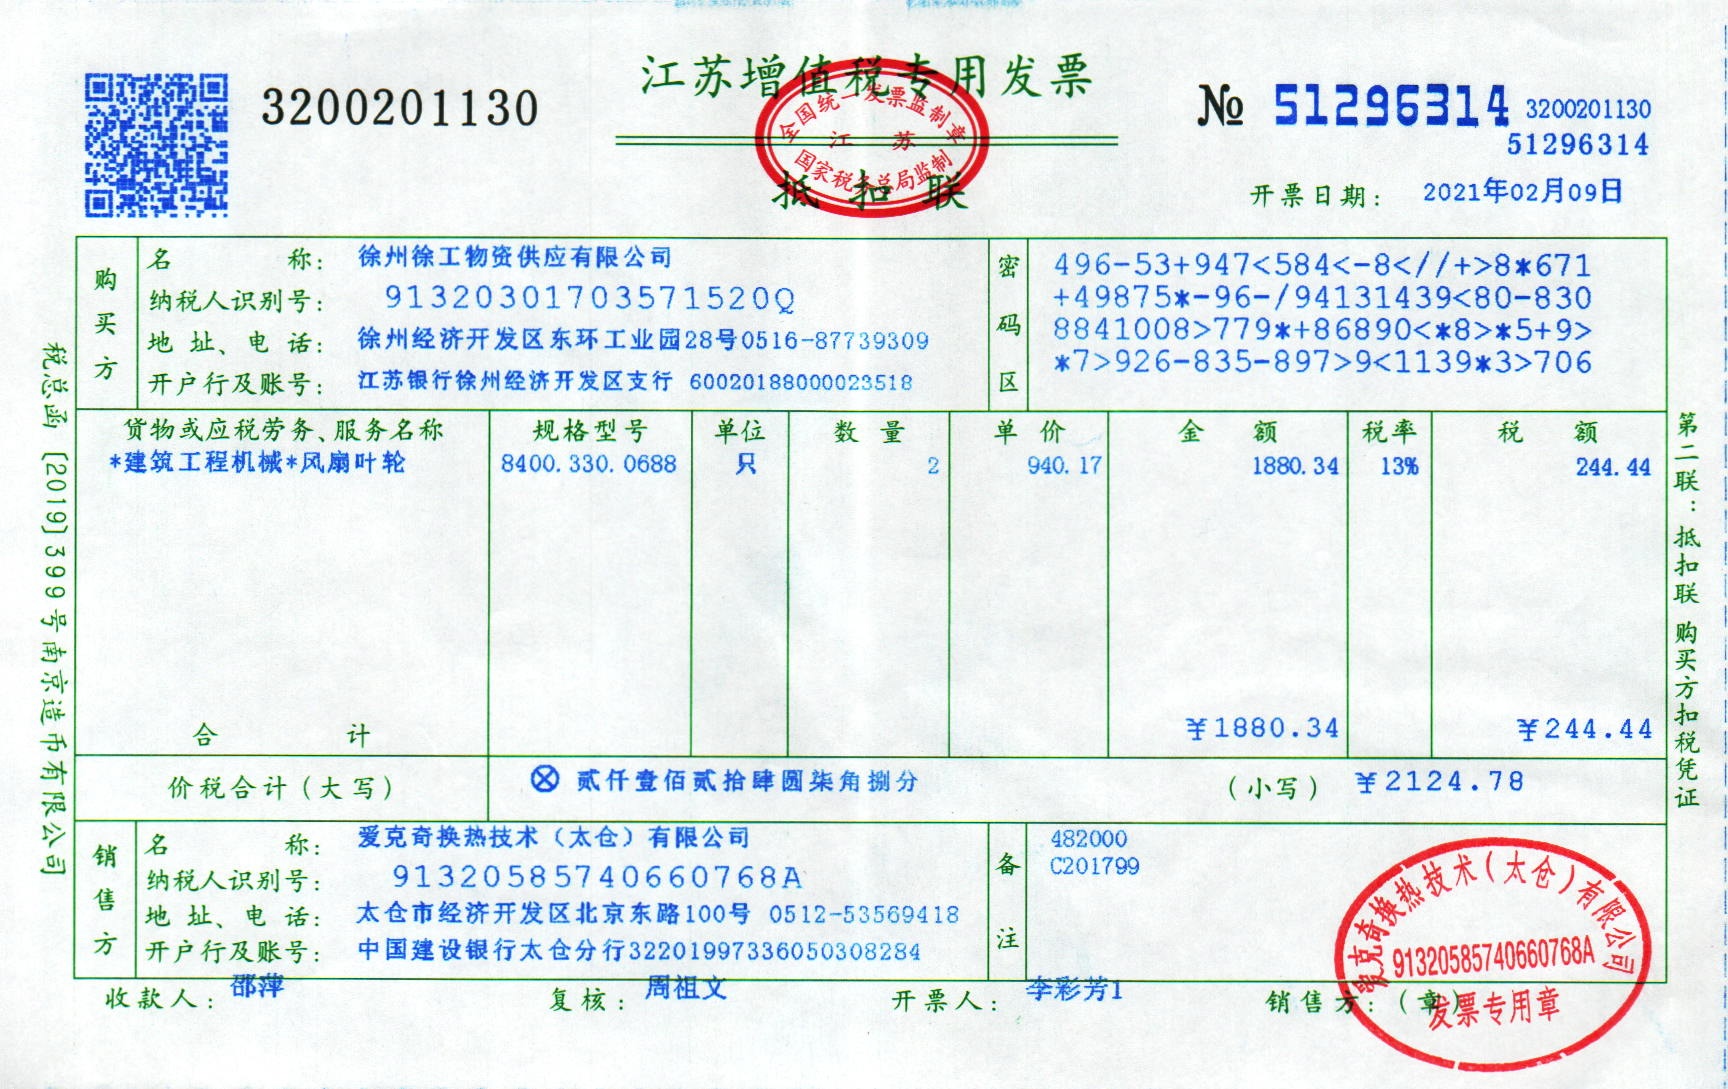 江苏增值税专用发票
3200201130
№ 51296314 3200201130
51296314
全国统一发票监制章
江 苏
国家税务总局监制
抵扣联
开票日期: 2021年02月09日
购买方
名称: 徐州徐工物资供应有限公司
纳税人识别号: 91320301703571520Q
地址、电话: 徐州经济开发区东环工业园28号0516-87739309
开户行及账号: 江苏银行徐州经济开发区支行 60020188000023518
密码区
496-53+947<584<-8<//+>8*671
+49875*-96-/94131439<80-830
8841008>779*+86890<*8>*5+9>
*7>926-835-897>9<1139*3>706
货物或应税劳务、服务名称 规格型号 单位 数量 单价 金额 税率 税额
*建筑工程机械*风扇叶轮 8400.330.0688 只 2 940.17 1880.34 13% 244.44
合计 ¥1880.34 ¥244.44
价税合计(大写) ⊗贰仟壹佰贰拾肆圆柒角捌分 (小写) ¥2124.78
销售方
名称: 爱克奇换热技术（太仓）有限公司
纳税人识别号: 91320585740660768A
地址、电话: 太仓市经济开发区北京东路100号 0512-53569418
开户行及账号: 中国建设银行太仓分行32201997336050308284
备注
482000
C201799
收款人: 邵萍 复核: 周祖文 开票人: 李彩芳1 销售方:(章)
爱克奇换热技术(太仓)有限公司
91320585740660768A
发票专用章
税总函〔2019〕399号南京造币有限公司
第二联:抵扣联 购买方扣税凭证